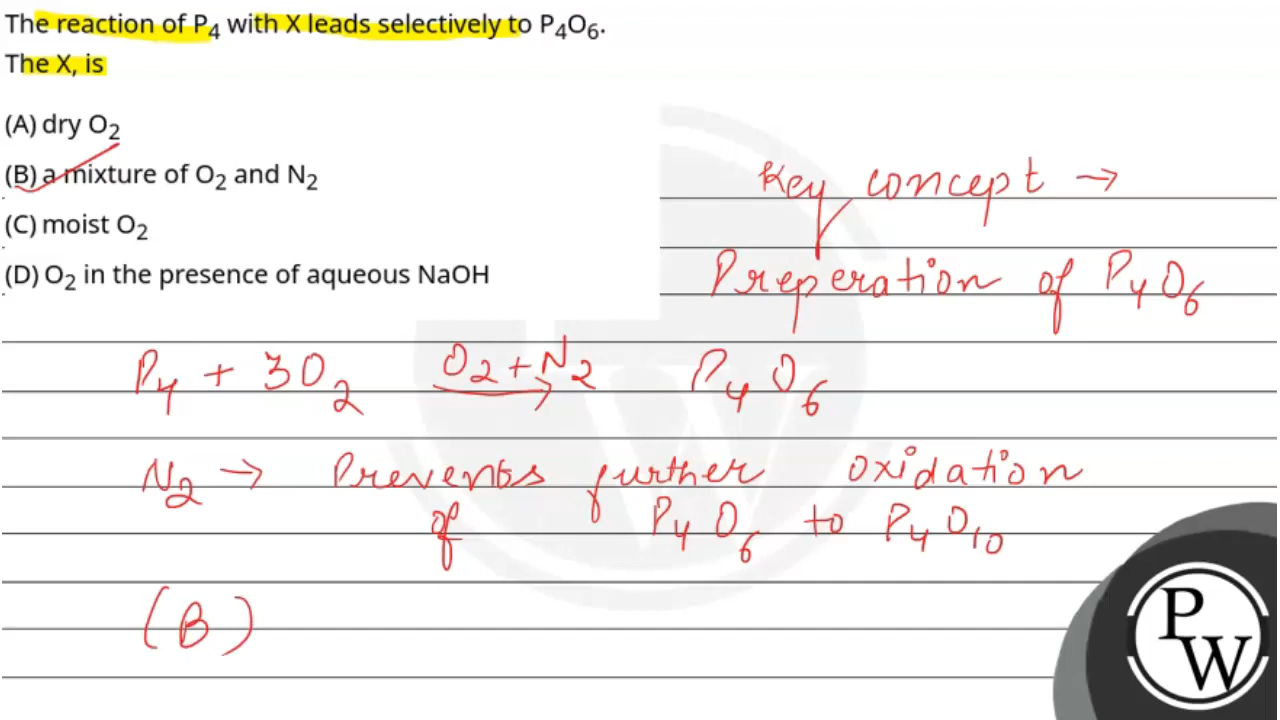 The reaction of P₄ with X leads selectively to P₄O₆.
The X, is
(A) dry O₂
(B) a mixture of O₂ and N₂
(C) moist O₂
(D) O₂ in the presence of aqueous NaOH
Key concept →
Preperation of P₄O₆
P₄ + 3O₂ O₂+N₂ → P₄O₆
N₂ → Prevents further oxidation
of P₄O₆ to P₄O₁₀
(B)
P
W